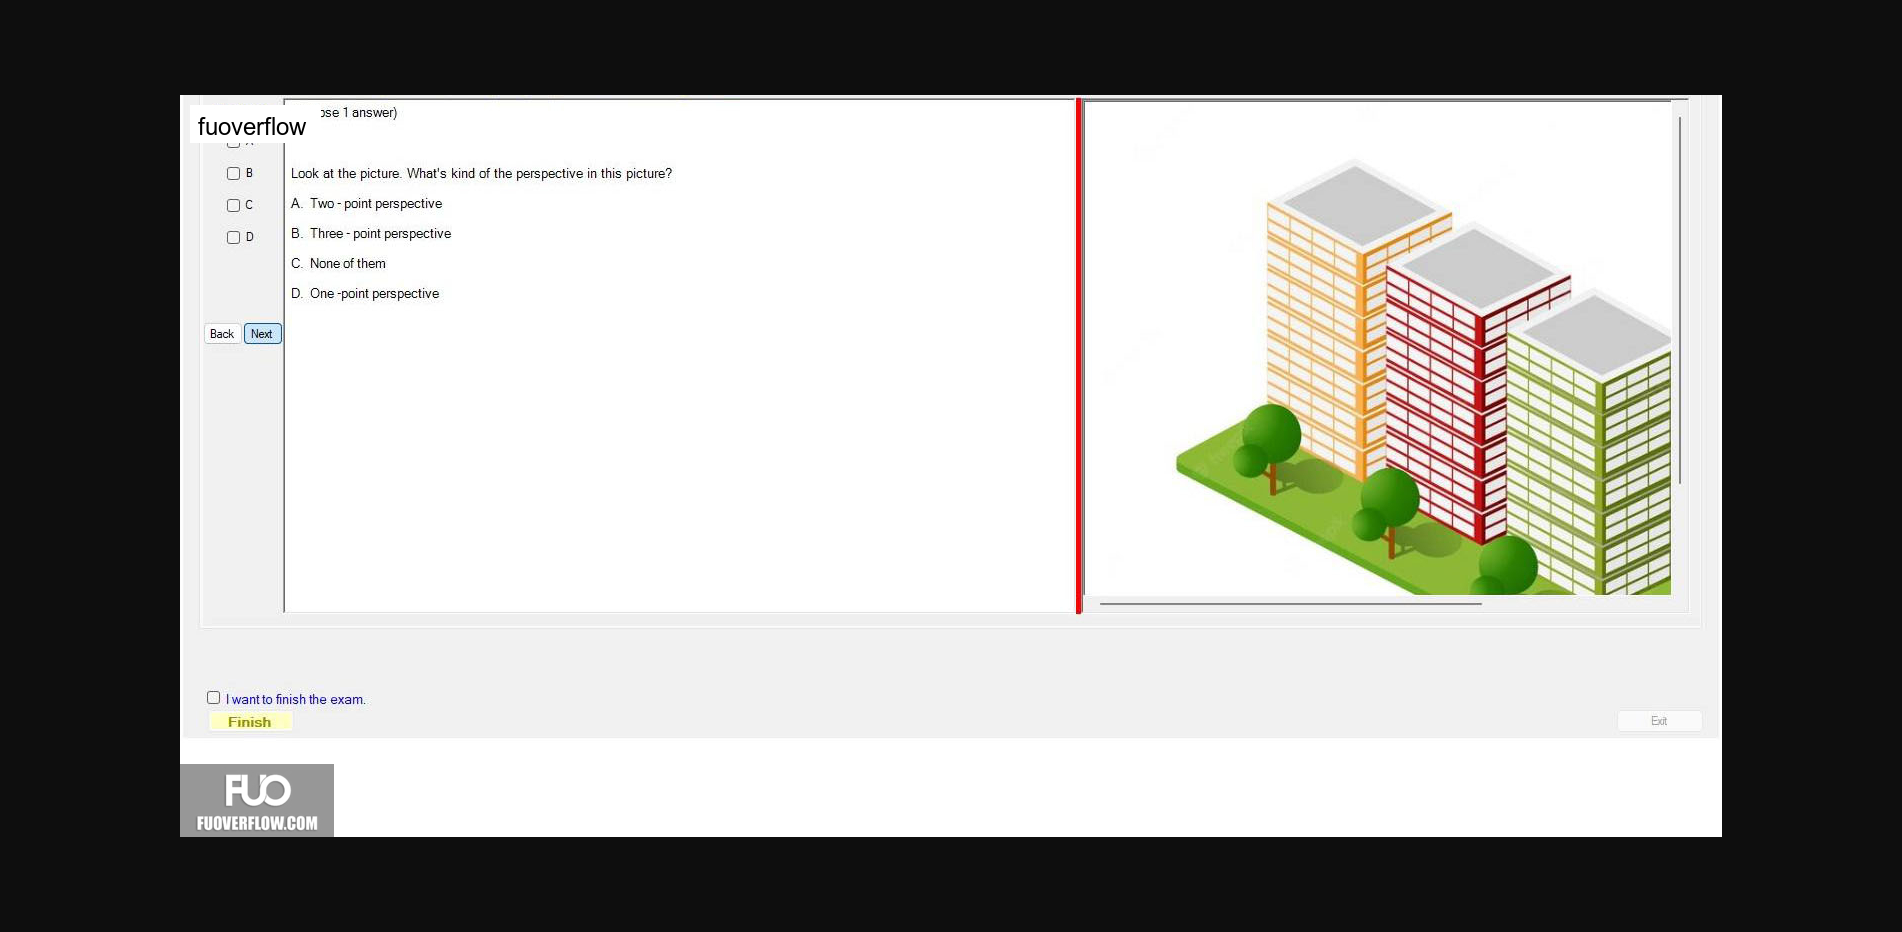 ose 1 answer)
fuoverflow
B
Look at the picture. What's kind of the perspective in this picture?
A. Two - point perspective
C
B. Three - point perspective
D
C. None of them
D. One -point perspective
Back
Next
I want to finish the exam.
Finish
Exit
FUO
FUOVERFLOW.COM